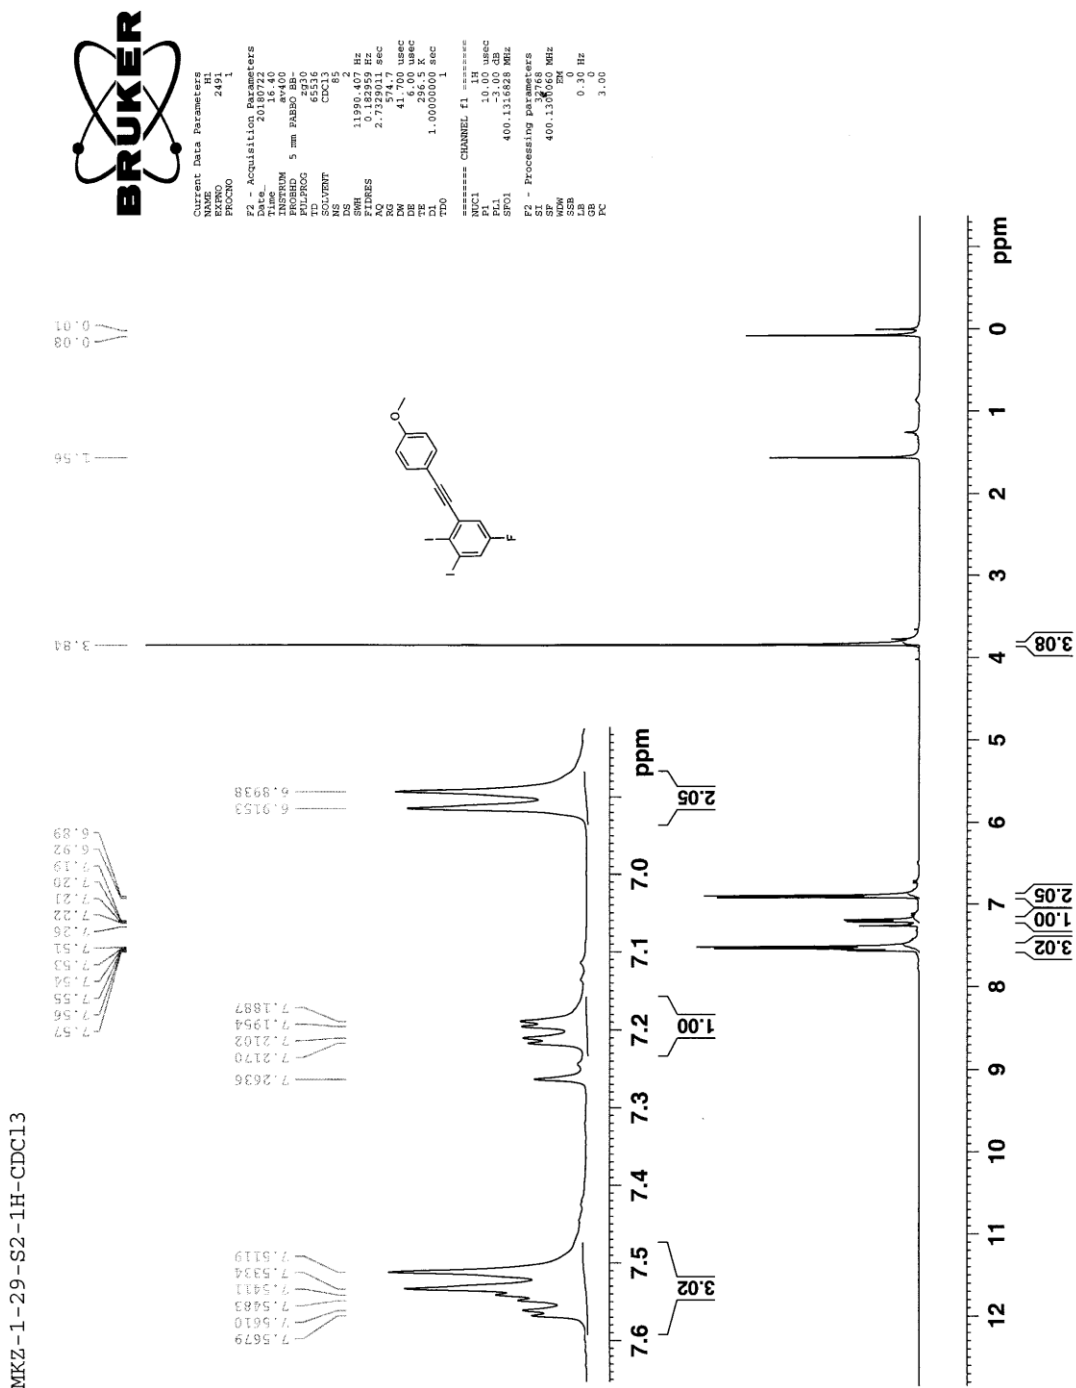 MKZ-1-29-S2-1H-CDCl3
BRUKER
Current Data Parameters
NAME H1
EXPNO 2491
PROCNO 1
F2 - Acquisition Parameters
Date_ 20180722
Time 16.40
INSTRUM av400
PROBHD 5 mm PABBO BB-
PULPROG zg30
TD 65536
SOLVENT CDCl3
NS 85
DS 2
SWH 11990.407 Hz
FIDRES 0.182959 Hz
AQ 2.7329011 sec
RG 574.7
DW 41.700 usec
DE 6.00 usec
TE 296.5 K
D1 1.00000000 sec
TD0 1
======== CHANNEL f1 ========
NUC1 1H
P1 10.00 usec
PL1 -3.00 dB
SFO1 400.1316828 MHz
F2 - Processing parameters
SI 32768
SF 400.1300060 MHz
WDW EM
SSB 0
LB 0.30 Hz
GB 0
PC 3.00
7.57
7.56
7.55
7.54
7.53
7.51
7.26
7.22
7.21
7.20
7.19
6.92
6.89
3.84
1.56
0.08
0.01
7.5679
7.5610
7.5483
7.5411
7.5334
7.5119
7.2636
7.2170
7.2102
7.1954
7.1887
6.9153
6.8938
I
I
F
O
7.6 7.5 7.4 7.3 7.2 7.1 7.0 ppm
3.02 1.00 2.05
12 11 10 9 8 7 6 5 4 3 2 1 0 ppm
3.02 1.00 2.05 3.08